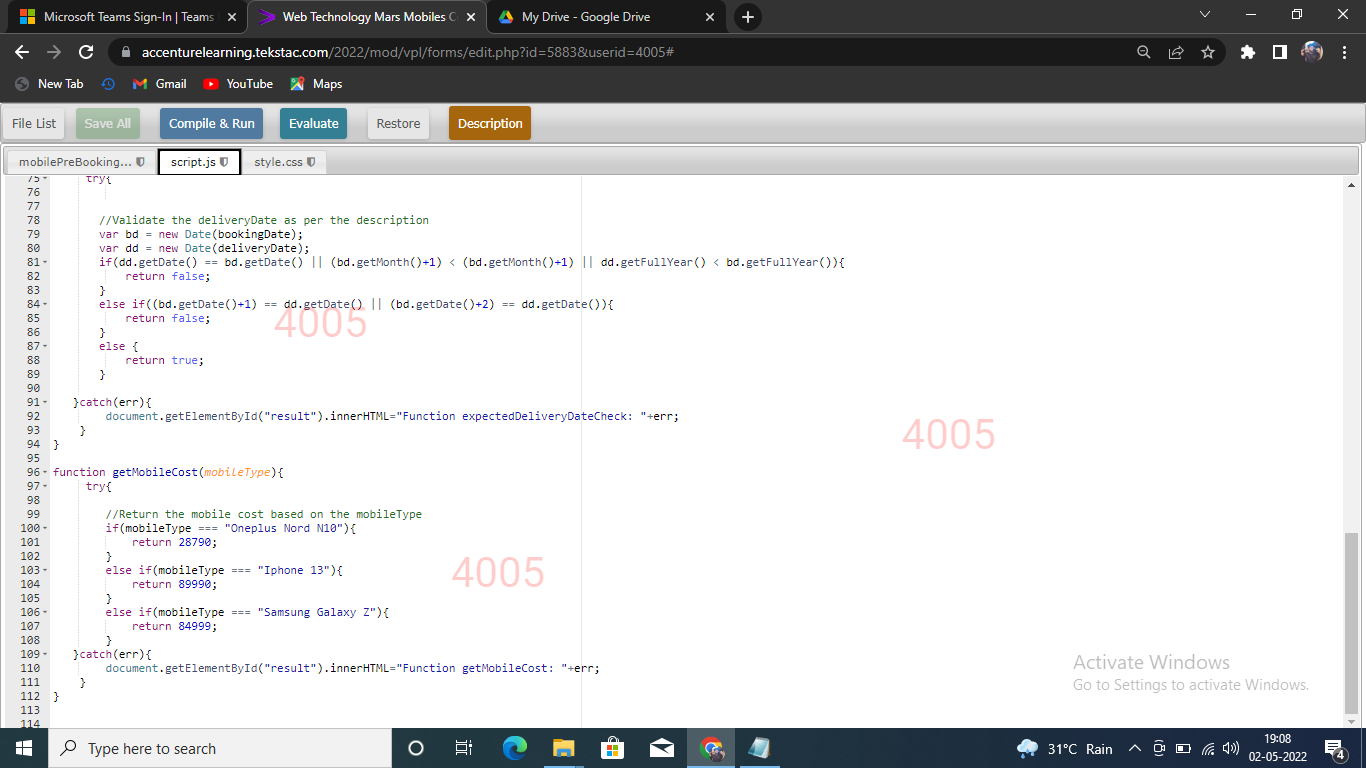 Microsoft Teams Sign-In | Teams
Web Technology Mars Mobiles C
My Drive - Google Drive
accenturelearning.tekstac.com/2022/mod/vpl/forms/edit.php?id=5883&userid=4005#
New Tab
Gmail
YouTube
Maps
File List
Save All
Compile & Run
Evaluate
Restore
Description
mobilePreBooking...
script.js
style.css
75 try{
76
77
78 //Validate the deliveryDate as per the description
79 var bd = new Date(bookingDate);
80 var dd = new Date(deliveryDate);
81 if(dd.getDate() == bd.getDate() || (bd.getMonth()+1) < (bd.getMonth()+1) || dd.getFullYear() < bd.getFullYear()){
82 return false;
83 }
84 else if((bd.getDate()+1) == dd.getDate() || (bd.getDate()+2) == dd.getDate()){
85 return false;
86 }
87 else {
88 return true;
89 }
90
91 }catch(err){
92 document.getElementById("result").innerHTML="Function expectedDeliveryDateCheck: "+err;
93 }
94 }
95
96 function getMobileCost(mobileType){
97 try{
98
99 //Return the mobile cost based on the mobileType
100 if(mobileType === "Oneplus Nord N10"){
101 return 28790;
102 }
103 else if(mobileType === "Iphone 13"){
104 return 89990;
105 }
106 else if(mobileType === "Samsung Galaxy Z"){
107 return 84999;
108 }
109 }catch(err){
110 document.getElementById("result").innerHTML="Function getMobileCost: "+err;
111 }
112 }
113
114
4005
4005
4005
Activate Windows
Go to Settings to activate Windows.
Type here to search
31°C Rain
19:08
02-05-2022
4